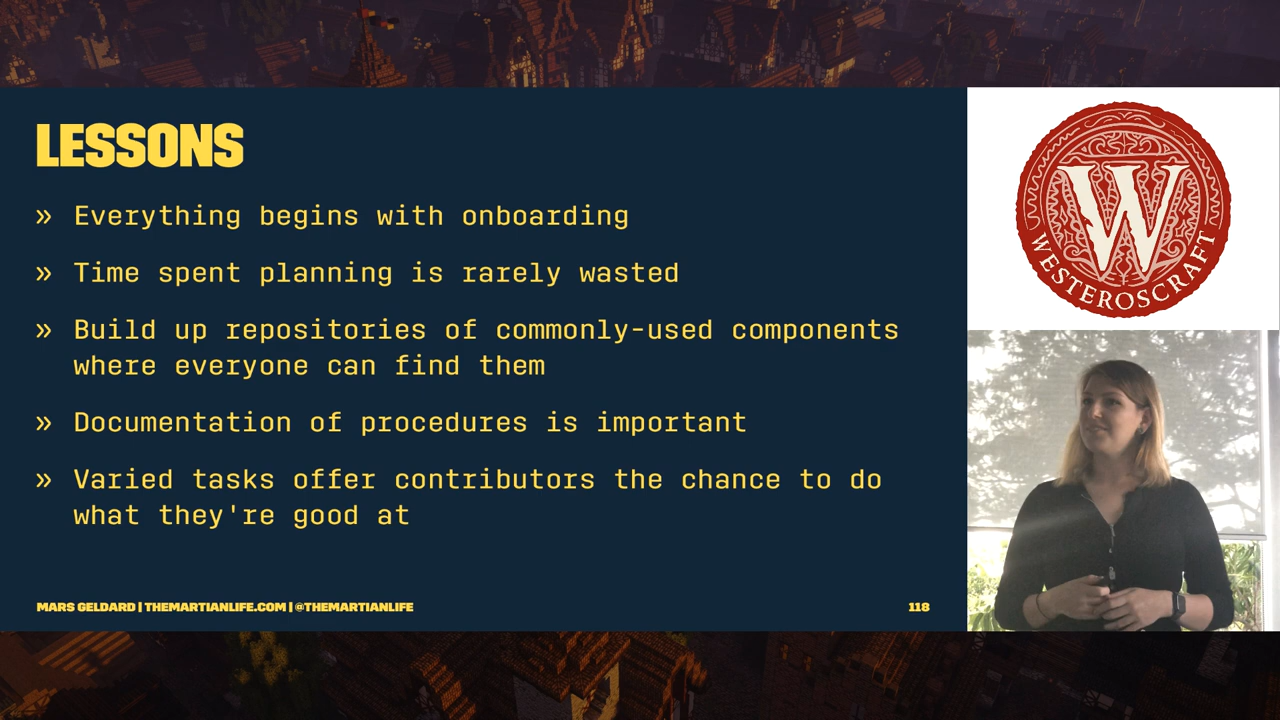 LESSONS
» Everything begins with onboarding
» Time spent planning is rarely wasted
» Build up repositories of commonly-used components
where everyone can find them
» Documentation of procedures is important
» Varied tasks offer contributors the chance to do
what they're good at
MARS GELDARD | THEMARTIANLIFE.COM | @THEMARTIANLIFE
118
W
WESTEROSCRAFT